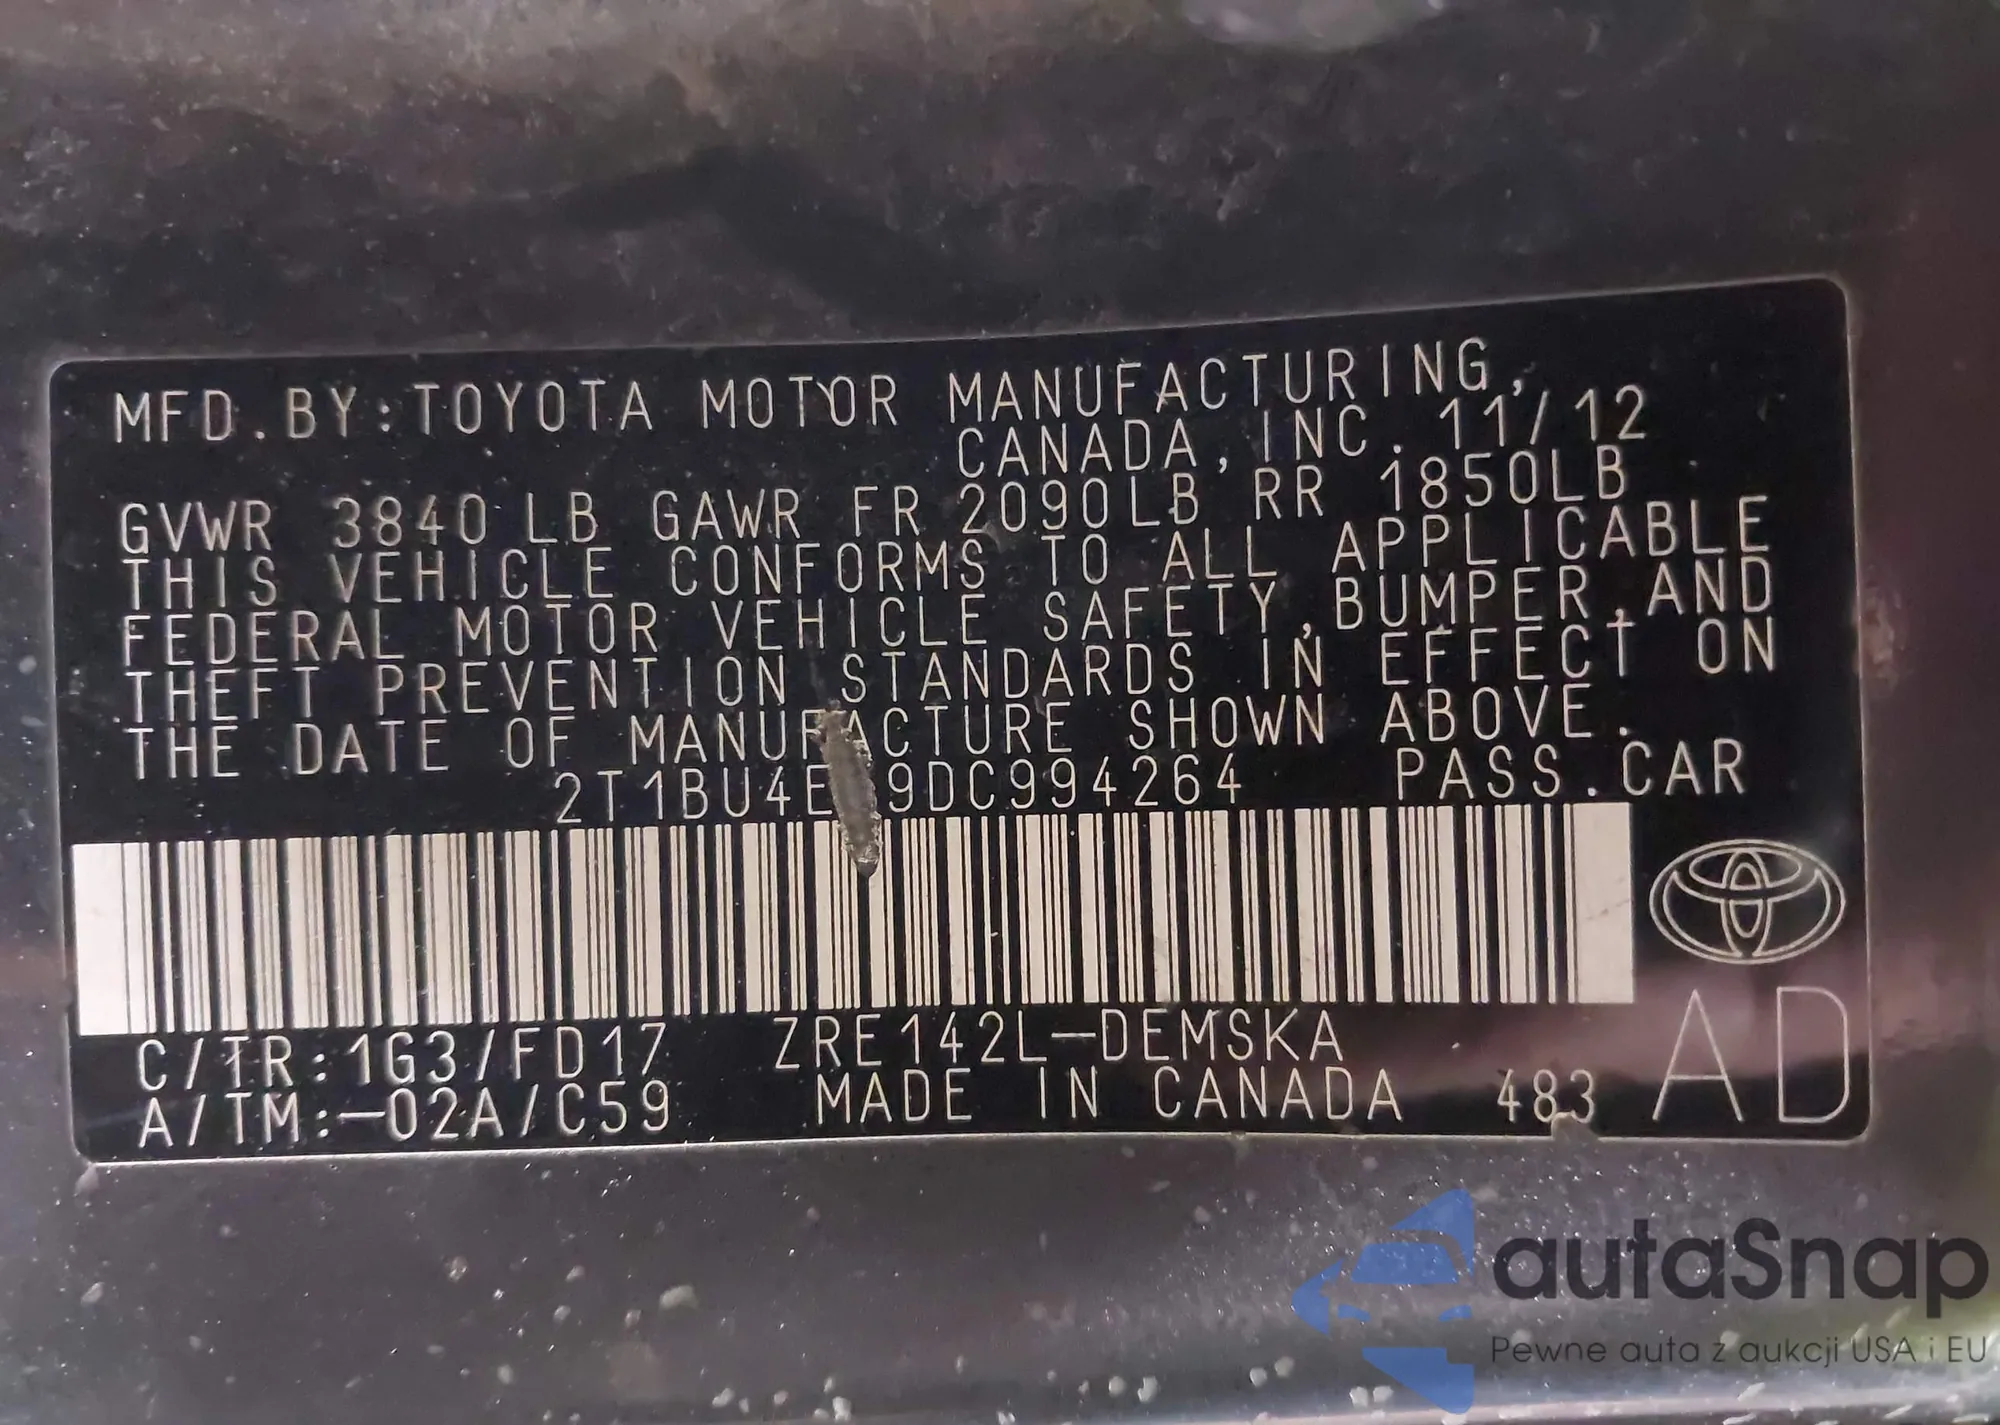 MFD.BY:TOYOTA MOTOR MANUFACTURING,
CANADA,INC. 11/12
GVWR 3840 LB GAWR FR 2090LB RR 1850LB
THIS VEHICLE CONFORMS TO ALL APPLICABLE
FEDERAL MOTOR VEHICLE SAFETY,BUMPER,AND
THEFT PREVENTION STANDARDS IN EFFECT ON
THE DATE OF MANUFACTURE SHOWN ABOVE.
PASS.CAR
C/TR:1G3/FD17 ZRE142L-DEMSKA
A/TM:-02A/C59 MADE IN CANADA 483
AD
autaSnap
Pewne auta z aukcji USA i EU